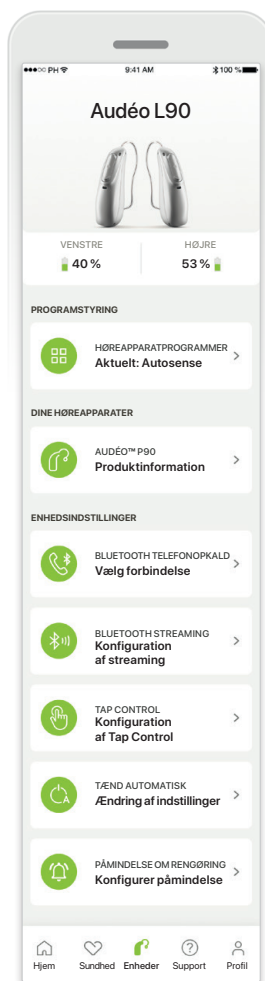 PH 9:41 AM 100 %
Audéo L90
VENSTRE HØJRE
40 % 53 %
PROGRAMSTYRING
HØREAPPARATPROGRAMMER
Aktuelt: Autosense
DINE HØREAPPARATER
AUDÉO™ P90
Produktinformation
ENHEDSINDSTILLINGER
BLUETOOTH TELEFONOPKALD
Vælg forbindelse
BLUETOOTH STREAMING
Konfiguration
af streaming
TAP CONTROL
Konfiguration
af Tap Control
TÆND AUTOMATISK
Ændring af indstillinger
PÅMINDELSE OM RENGØRING
Konfigurer påmindelse
Hjem Sundhed Enheder Support Profil